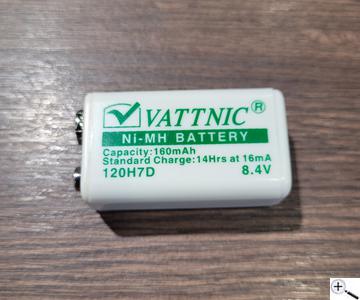 VATTNIC®
Ni-MH BATTERY
Capacity:160mAh
Standard Charge:14Hrs at 16mA
120H7D 8.4V